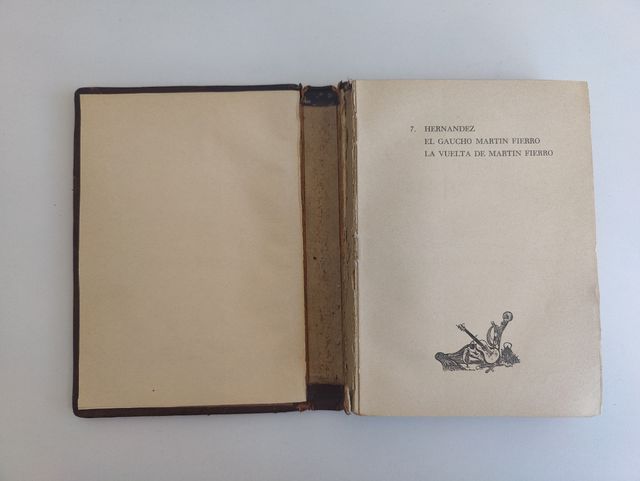 7. HERNANDEZ
EL GAUCHO MARTIN FIERRO
LA VUELTA DE MARTIN FIERRO